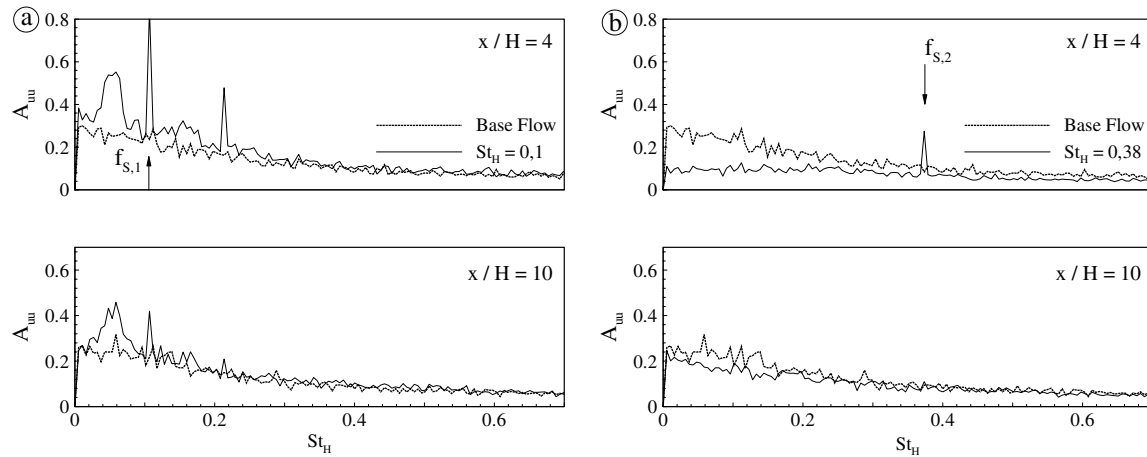 a
0.8
0.6
0.4
0.2
0
A_uu
x / H = 4
Base Flow
St_H = 0,1
f_S,1
0.6
0.4
0.2
0
A_uu
x / H = 10
0 0.2 0.4 0.6
St_H
b
0.8
0.6
0.4
0.2
0
A_uu
x / H = 4
f_S,2
Base Flow
St_H = 0,38
0.6
0.4
0.2
0
A_uu
x / H = 10
0 0.2 0.4 0.6
St_H